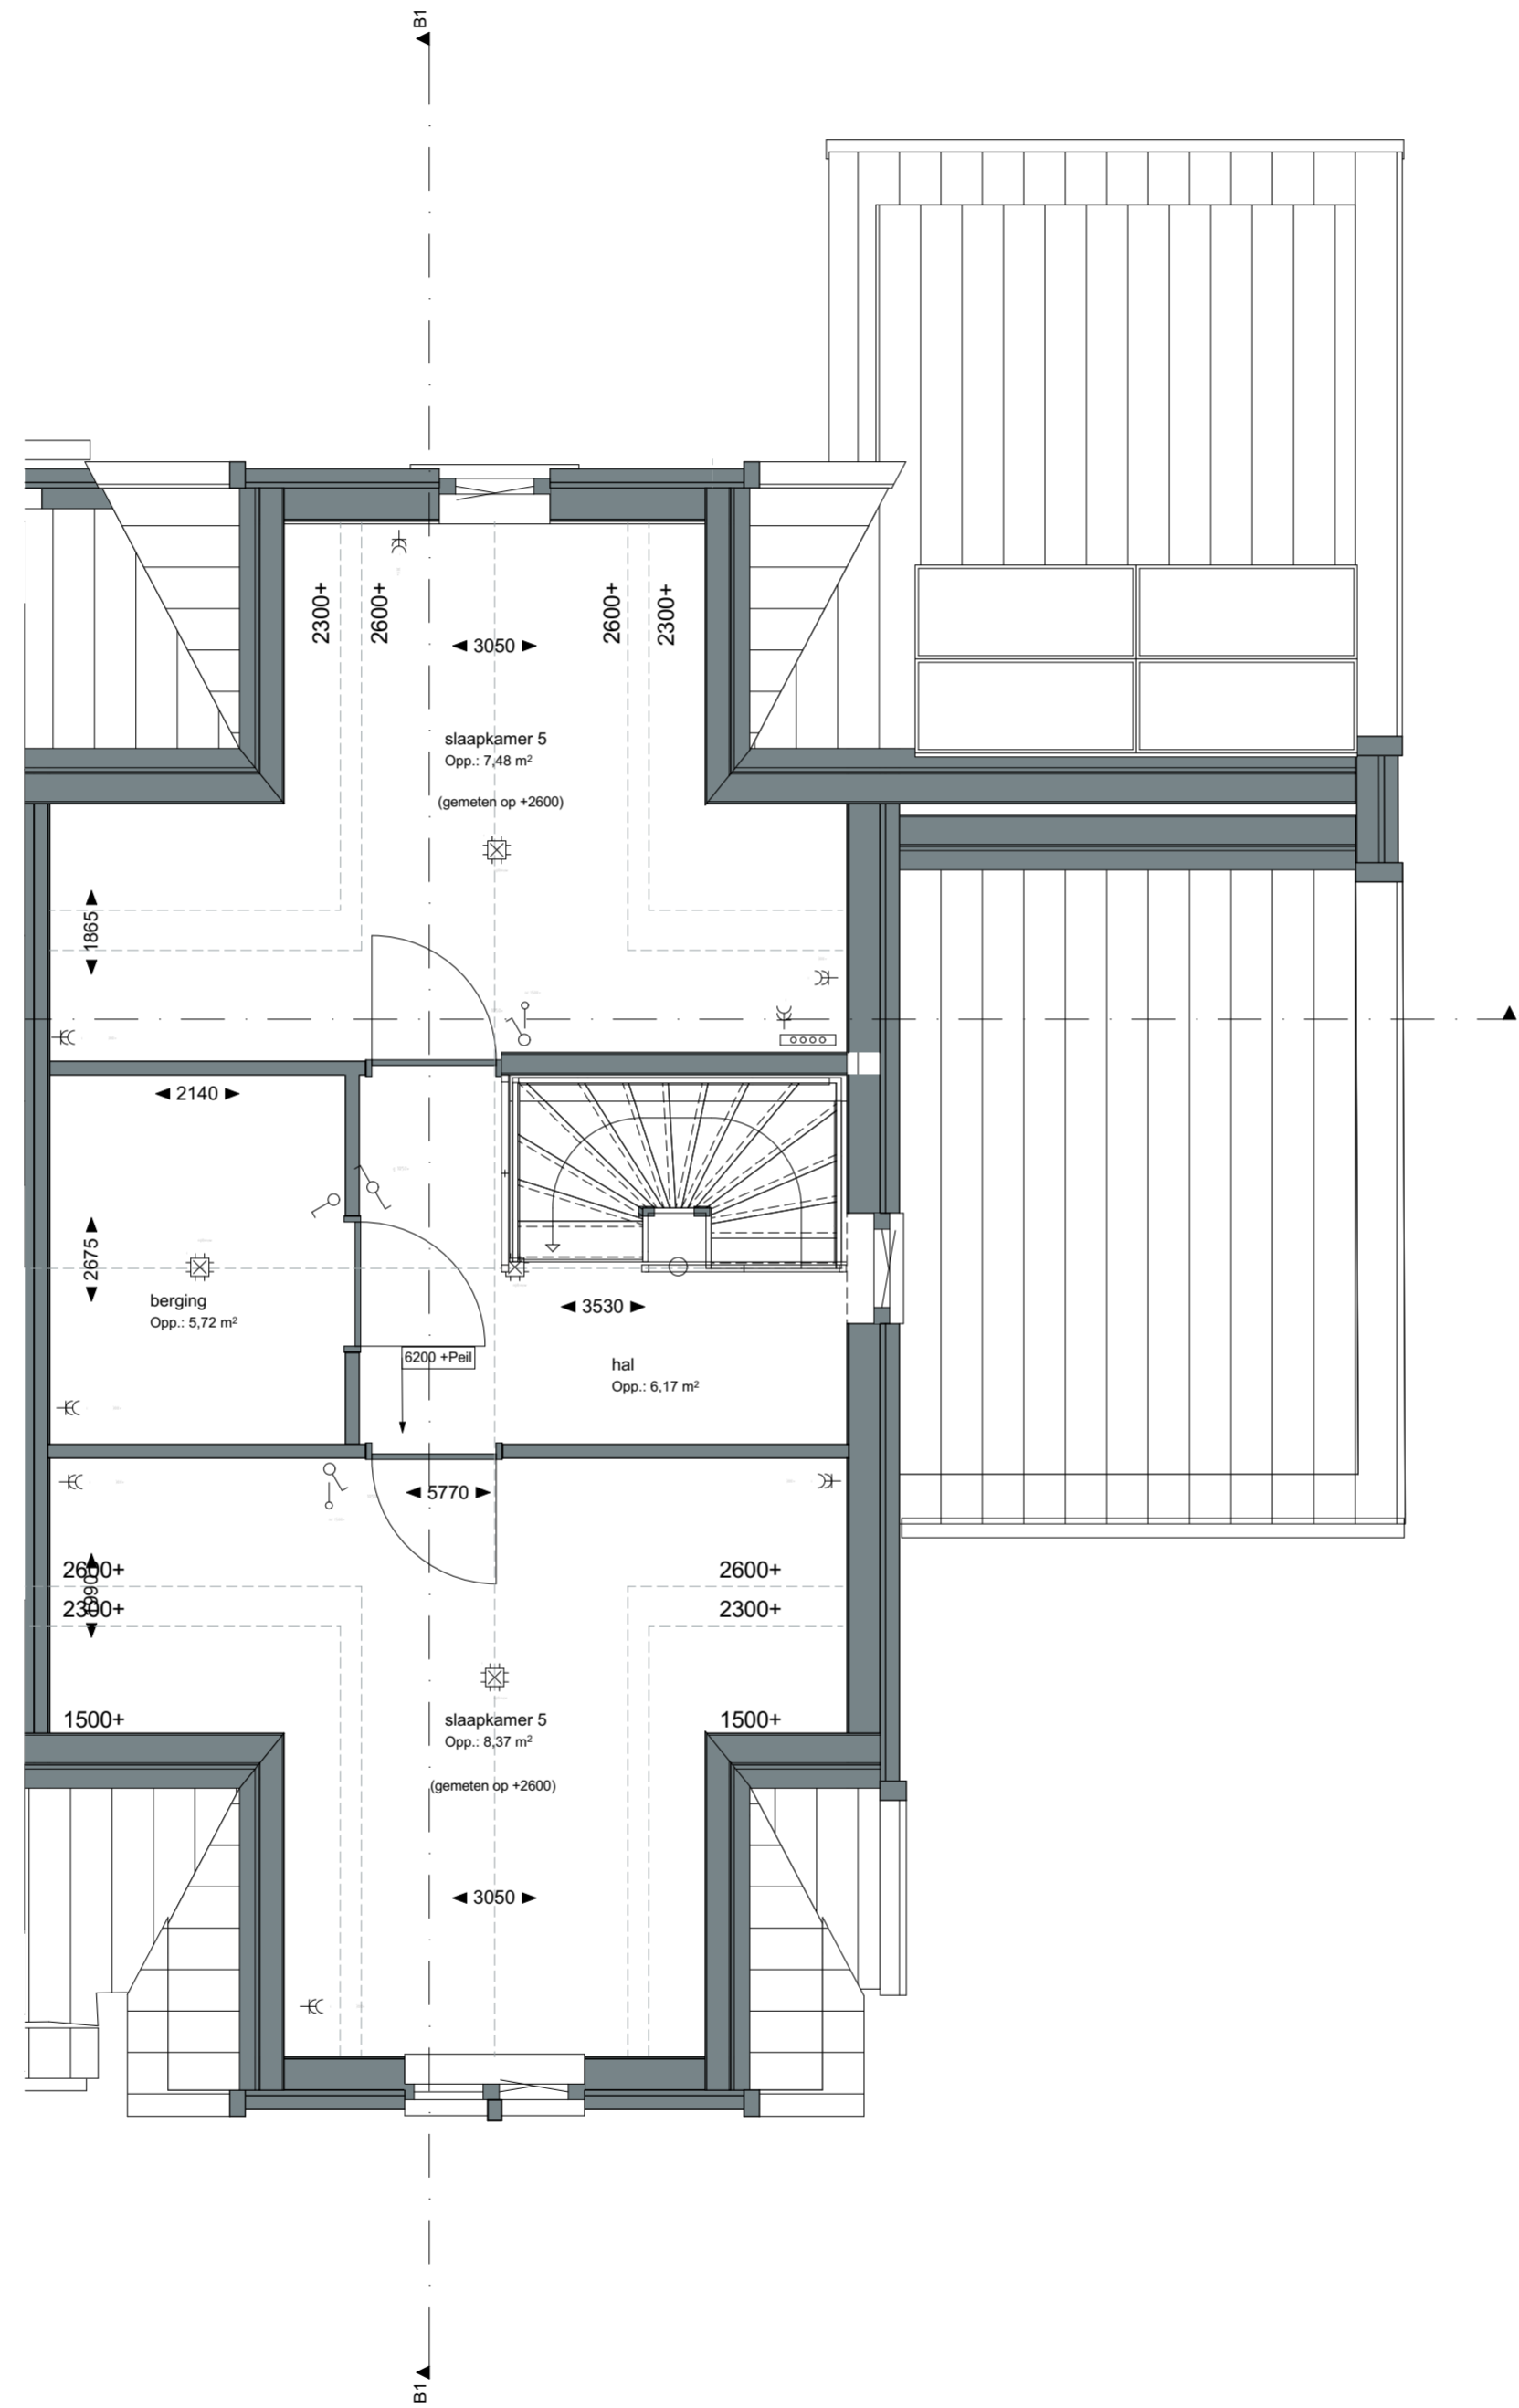 B1
2300+
2600+
2600+
2300+
3050
slaapkamer 5
Opp.: 7,48 m²
(gemeten op +2600)
1865
2140
2675
berging
Opp.: 5,72 m²
3530
6200 +Peil
hal
Opp.: 6,17 m²
5770
2600+
2600+
2300+
2300+
1500+
1500+
slaapkamer 5
Opp.: 8,37 m²
(gemeten op +2600)
3050
B1